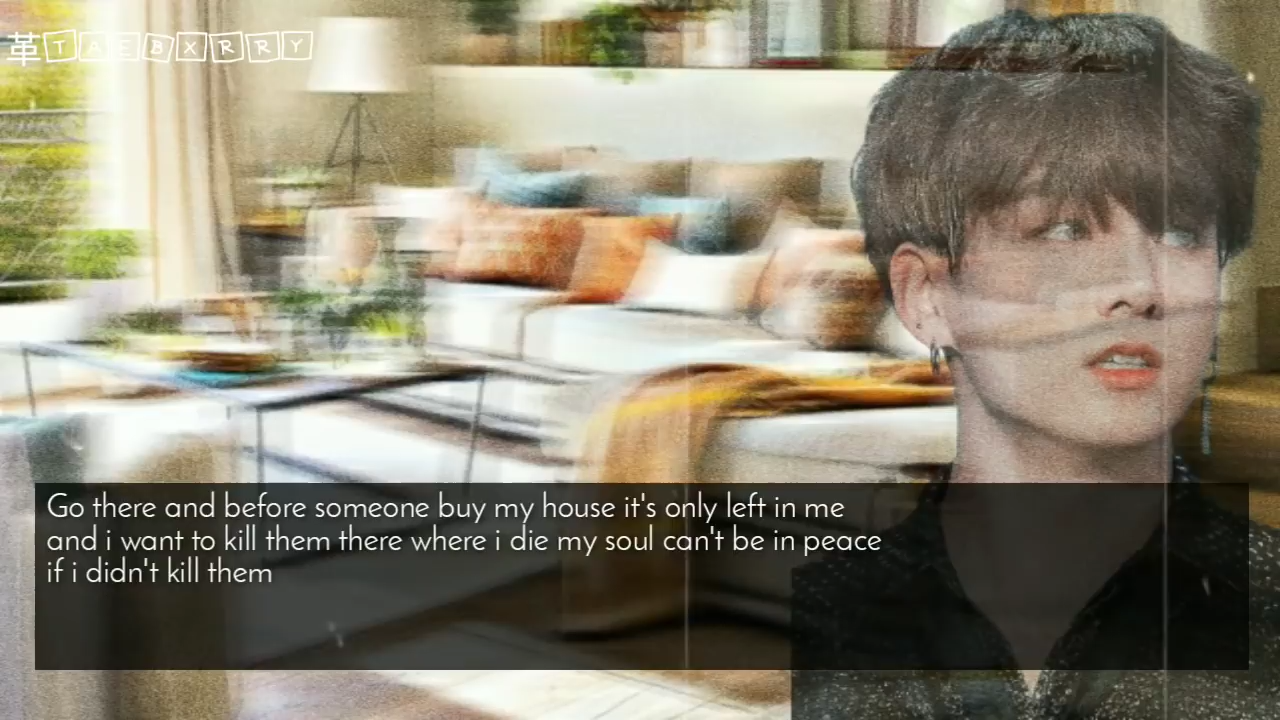 革TAEBXRRY
Go there and before someone buy my house it's only left in me
and i want to kill them there where i die my soul can't be in peace
if i didn't kill them